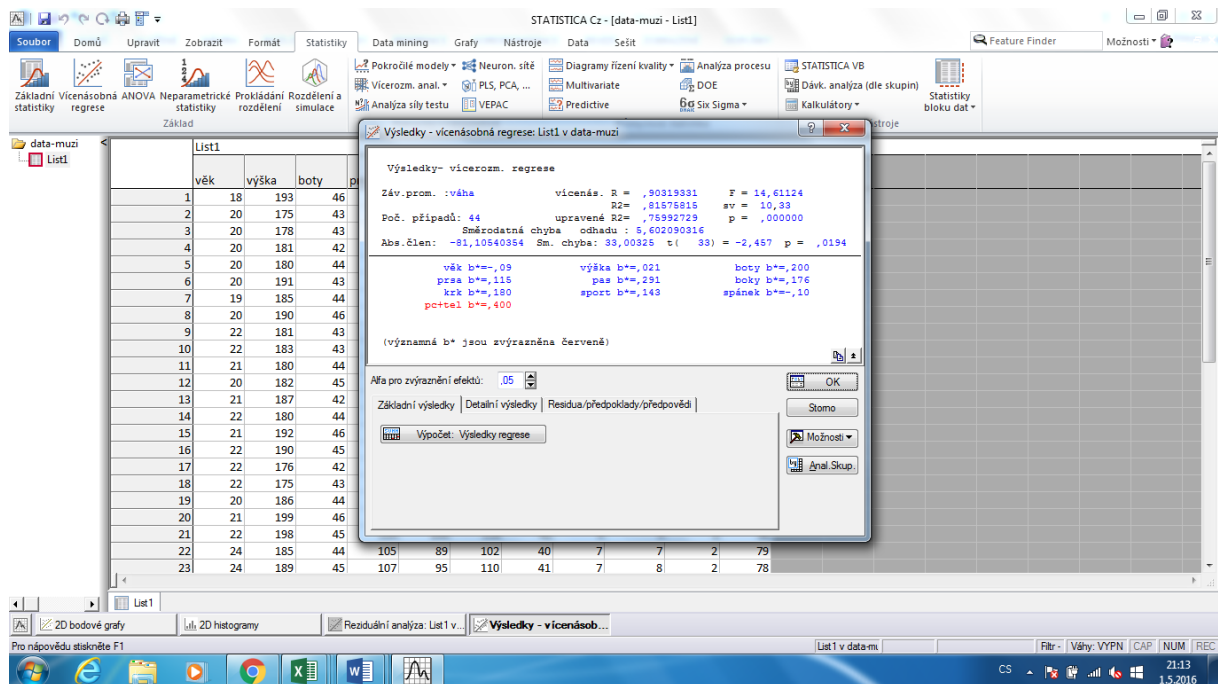 STATISTICA Cz - [data-muzi - List1]
Soubor Domů Upravit Zobrazit Formát Statistiky Data mining Grafy Nástroje Data Sešit Feature Finder Možnosti
Pokročilé modely Neuron. sítě Diagramy řízení kvality Analýza procesu STATISTICA VB
Vícerozm. anal. PLS, PCA, ... Multivariate DOE Dávk. analýza (dle skupin)
Analýza síly testu VEPAC Predictive Six Sigma Kalkulátory
Základní statistiky Vícenásobná regrese ANOVA Neparametrické statistiky Prokládání rozdělení Rozdělení a simulace Statistiky bloku dat
Základ
data-muzi
List1
List1
věk výška boty
1 18 193 46
2 20 175 43
3 20 178 43
4 20 181 42
5 20 180 44
6 20 191 43
7 19 185 44
8 20 190 46
9 22 181 43
10 22 183 43
11 21 180 44
12 20 182 45
13 21 187 42
14 22 180 44
15 21 192 46
16 22 190 45
17 22 176 42
18 22 175 43
19 20 186 44
20 21 199 46
21 22 198 45
22 24 185 44 105 89 102 40 7 7 2 79
23 24 189 45 107 95 110 41 7 8 2 78
Výsledky - vícenásobná regrese: List1 v data-muzi
Výsledky- vícerozm. regrese
Záv.prom. :váha vícenás. R = ,90319331 F = 14,61124
R2= ,81575815 sv = 10,33
Poč. případů: 44 upravené R2= ,75992729 p = ,000000
Směrodatná chyba odhadu : 5,602090316
Abs.člen: -81,10540354 Sm. chyba: 33,00325 t( 33) = -2,457 p = ,0194
věk b*=-,09 výška b*=,021 boty b*=,200
prsa b*=,115 pas b*=,291 boky b*=,176
krk b*=,180 sport b*=,143 spánek b*=-,10
pc+tel b*=,400
(významná b* jsou zvýrazněna červeně)
Alfa pro zvýraznění efektů: ,05
OK
Základní výsledky Detailní výsledky Residua/předpoklady/předpovědi
Storno
Výpočet: Výsledky regrese
Možnosti
Anal.Skup.
List1
2D bodové grafy 2D histogramy Reziduální analýza: List1 v... Výsledky - vícenásob...
Pro nápovědu stiskněte F1 List1 v data-mu Filtr - Váhy: VYPN CAP NUM REC
CS 21:13
1.5.2016